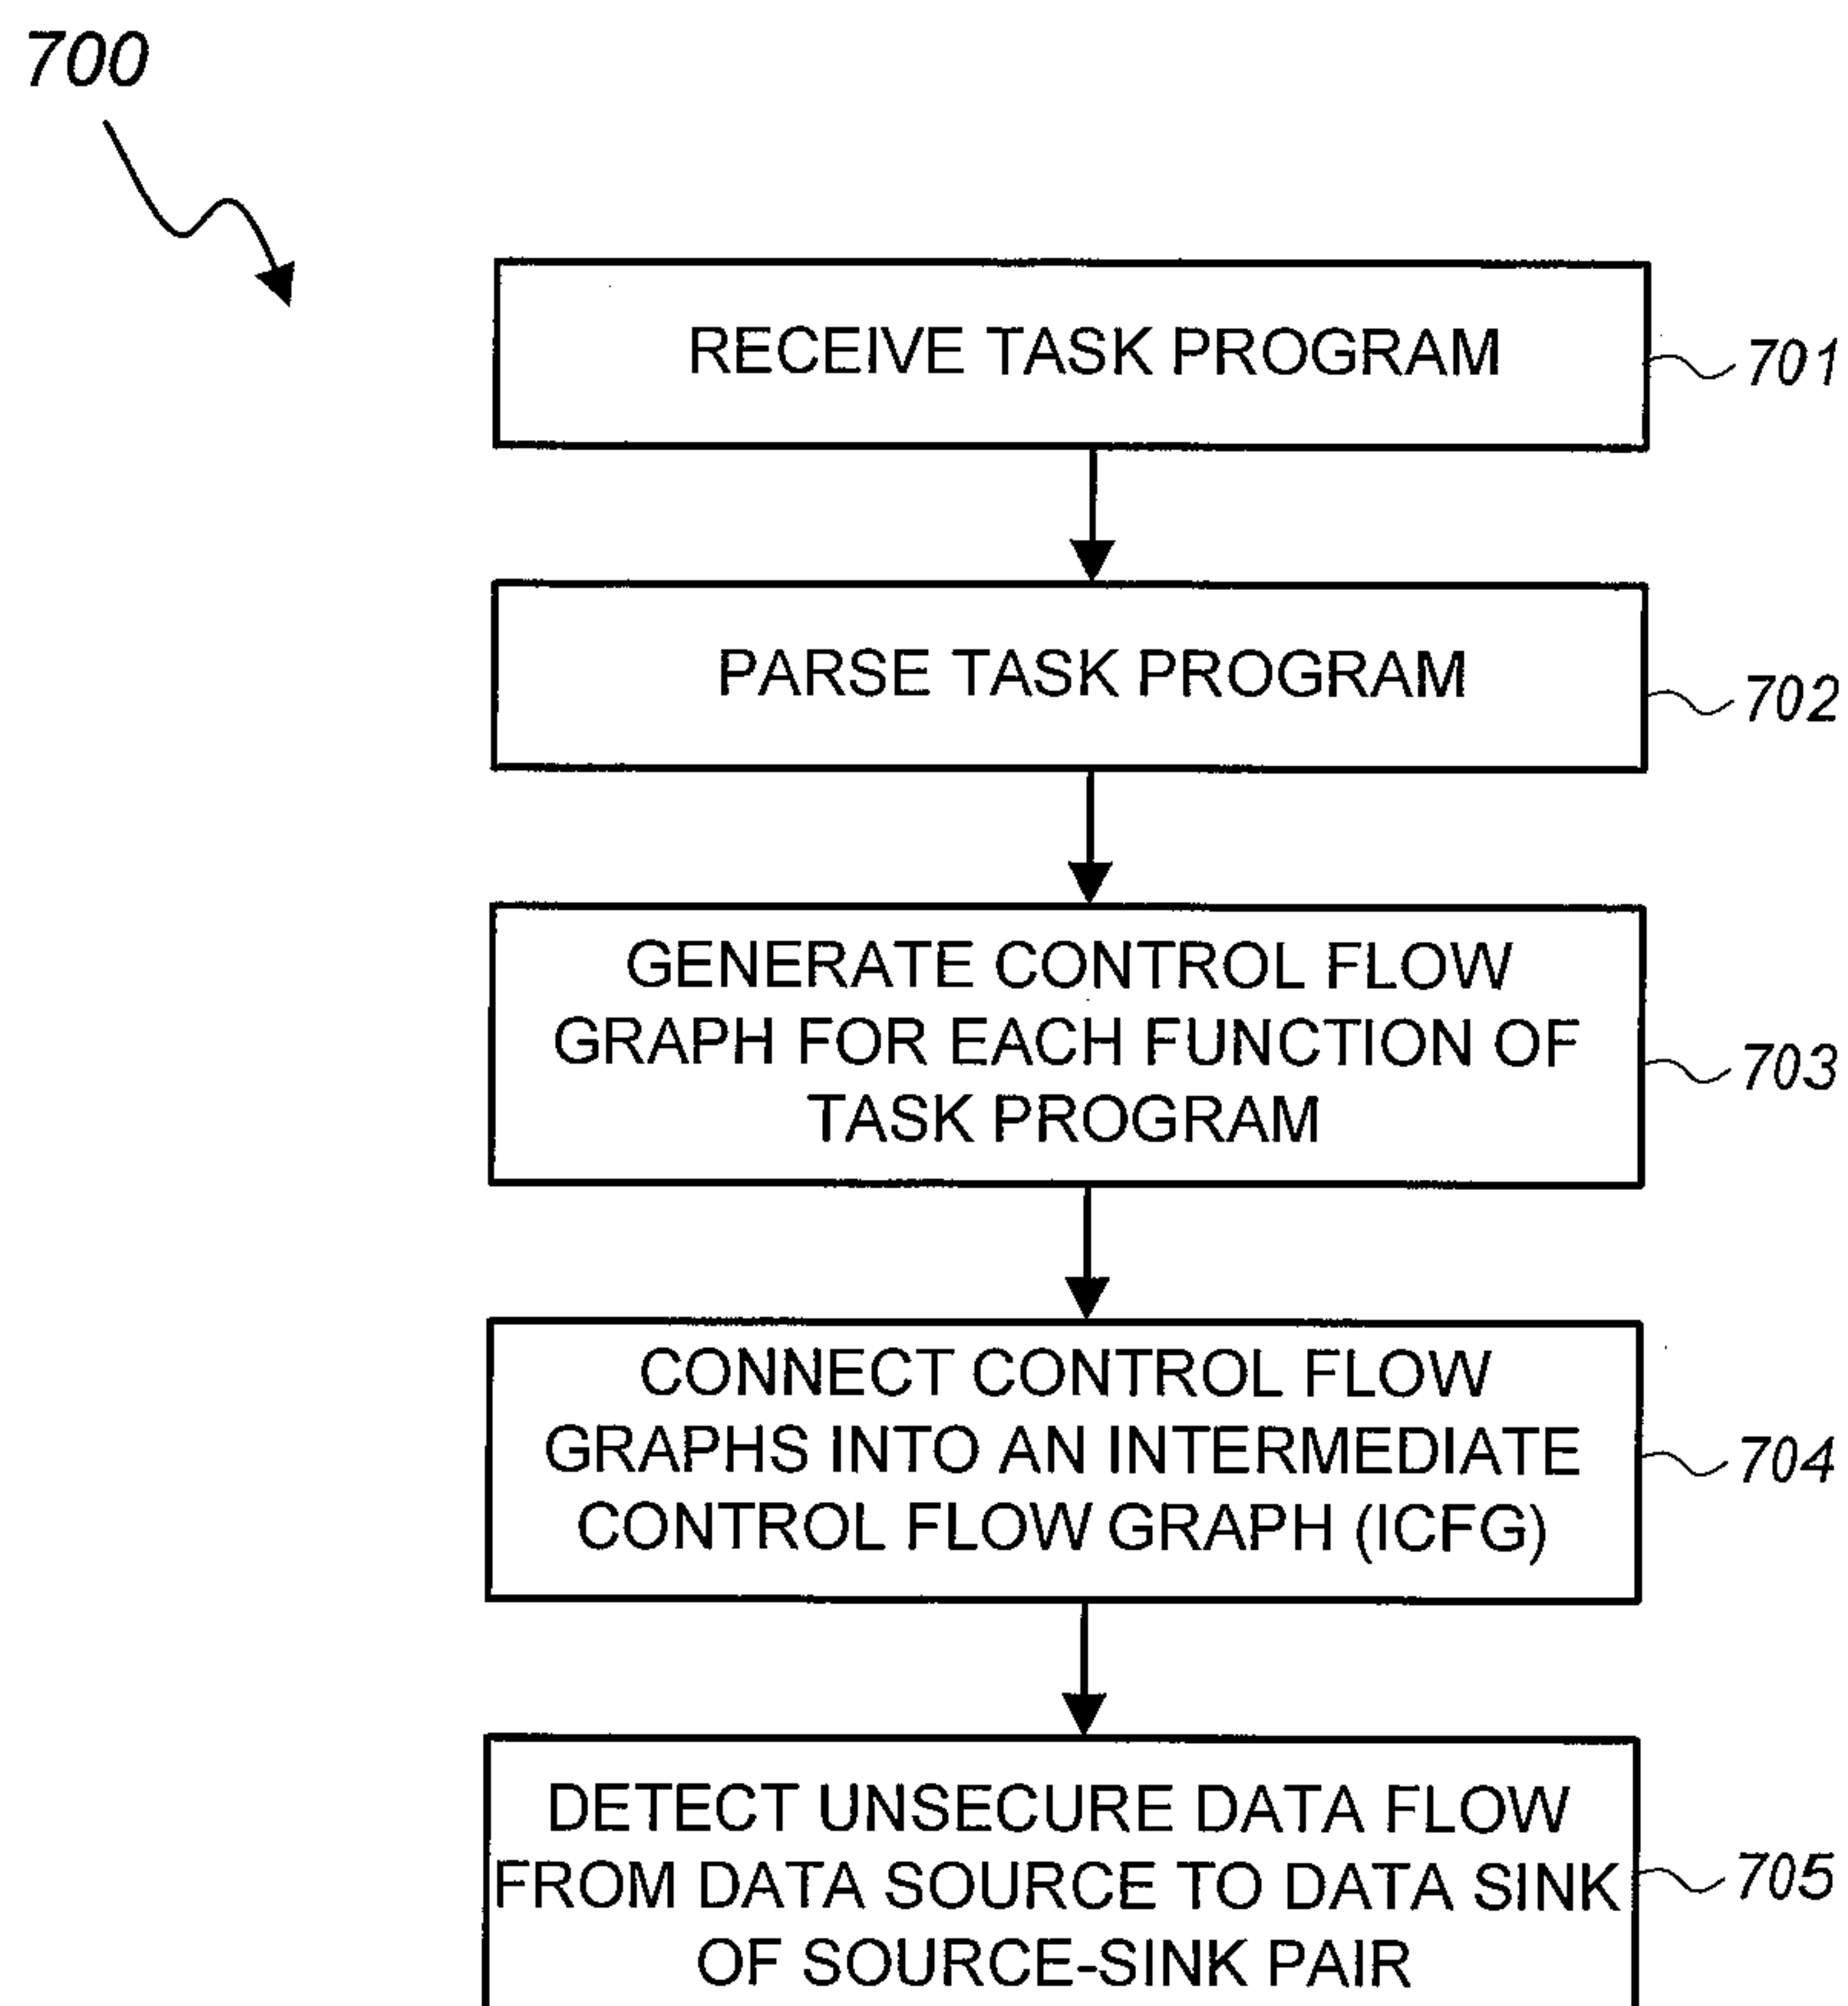 700
RECEIVE TASK PROGRAM
701
PARSE TASK PROGRAM
702
GENERATE CONTROL FLOW
GRAPH FOR EACH FUNCTION OF
TASK PROGRAM
703
CONNECT CONTROL FLOW
GRAPHS INTO AN INTERMEDIATE
CONTROL FLOW GRAPH (ICFG)
704
DETECT UNSECURE DATA FLOW
FROM DATA SOURCE TO DATA SINK
OF SOURCE-SINK PAIR
705